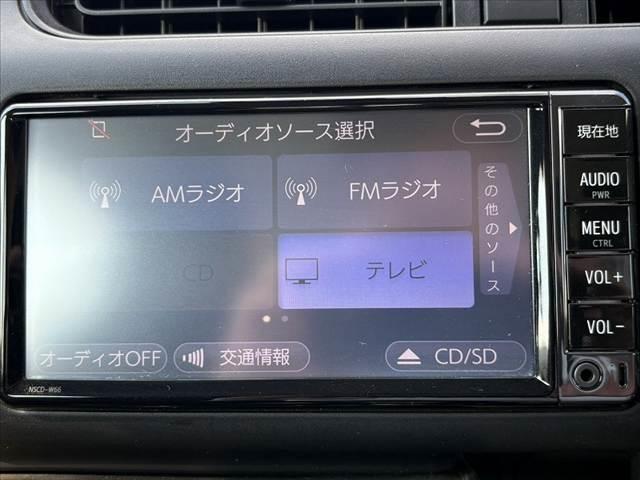 オーディオソース選択
AMラジオ
FMラジオ
CD
テレビ
その他のソース
オーディオOFF
交通情報
CD/SD
NSCD-W66
現在地
AUDIO
PWR
MENU
CTRL
VOL+
VOL-